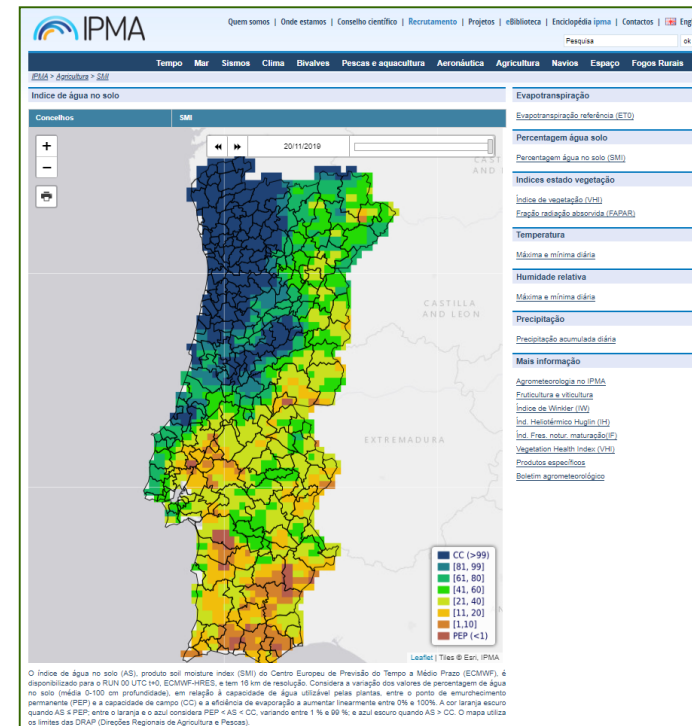 IPMA
Quem somos | Onde estamos | Conselho científico | Recrutamento | Projetos | eBiblioteca | Enciclopédia ipma | Contactos | Eng
Pesquisa ok
Tempo Mar Sismos Clima Bivalves Pescas e aquacultura Aeronáutica Agricultura Navios Espaço Fogos Rurais
IPMA > Agricultura > SMI
Indice de água no solo
Concelhos SMI
+
−
20/11/2019
CAST
AND
CASTILLA
AND LEON
EXTREMADURA
CC (>99)
[81, 99]
[61, 80]
[41, 60]
[21, 40]
[11, 20]
[1,10]
PEP (<1)
Leaflet | Tiles © Esri, IPMA
O índice de água no solo (AS), produto soil moisture index (SMI) do Centro Europeu de Previsão do Tempo a Médio Prazo (ECMWF), é
disponibilizado para o RUN 00 UTC t+0, ECMWF-HRES, e tem 16 km de resolução. Considera a variação dos valores de percentagem de água
no solo (média 0-100 cm profundidade), em relação à capacidade de água utilizável pelas plantas, entre o ponto de emurchecimento
permanente (PEP) e a capacidade de campo (CC) e a eficiência de evaporação a aumentar linearmente entre 0% e 100%. A cor laranja escuro
quando AS ≤ PEP; entre o laranja e o azul considera PEP < AS < CC, variando entre 1 % e 99 %; e azul escuro quando AS > CC. O mapa utiliza
os limites das DRAP (Direções Regionais de Agricultura e Pescas).
Evapotranspiração
Evapotranspiração referência (ET0)
Percentagem água solo
Percentagem água no solo (SMI)
Indices estado vegetação
Índice de vegetação (VHI)
Fração radiação absorvida (FAPAR)
Temperatura
Máxima e mínima diária
Humidade relativa
Máxima e mínima diária
Precipitação
Precipitação acumulada diária
Mais informação
Agrometeorologia no IPMA
Fruticultura e viticultura
Índice de Winkler (IW)
Índ. Heliotérmico Huglin (IH)
Índ. Fres. notur. maturação(IF)
Vegetation Health Index (VHI)
Produtos específicos
Boletim agrometeorológico